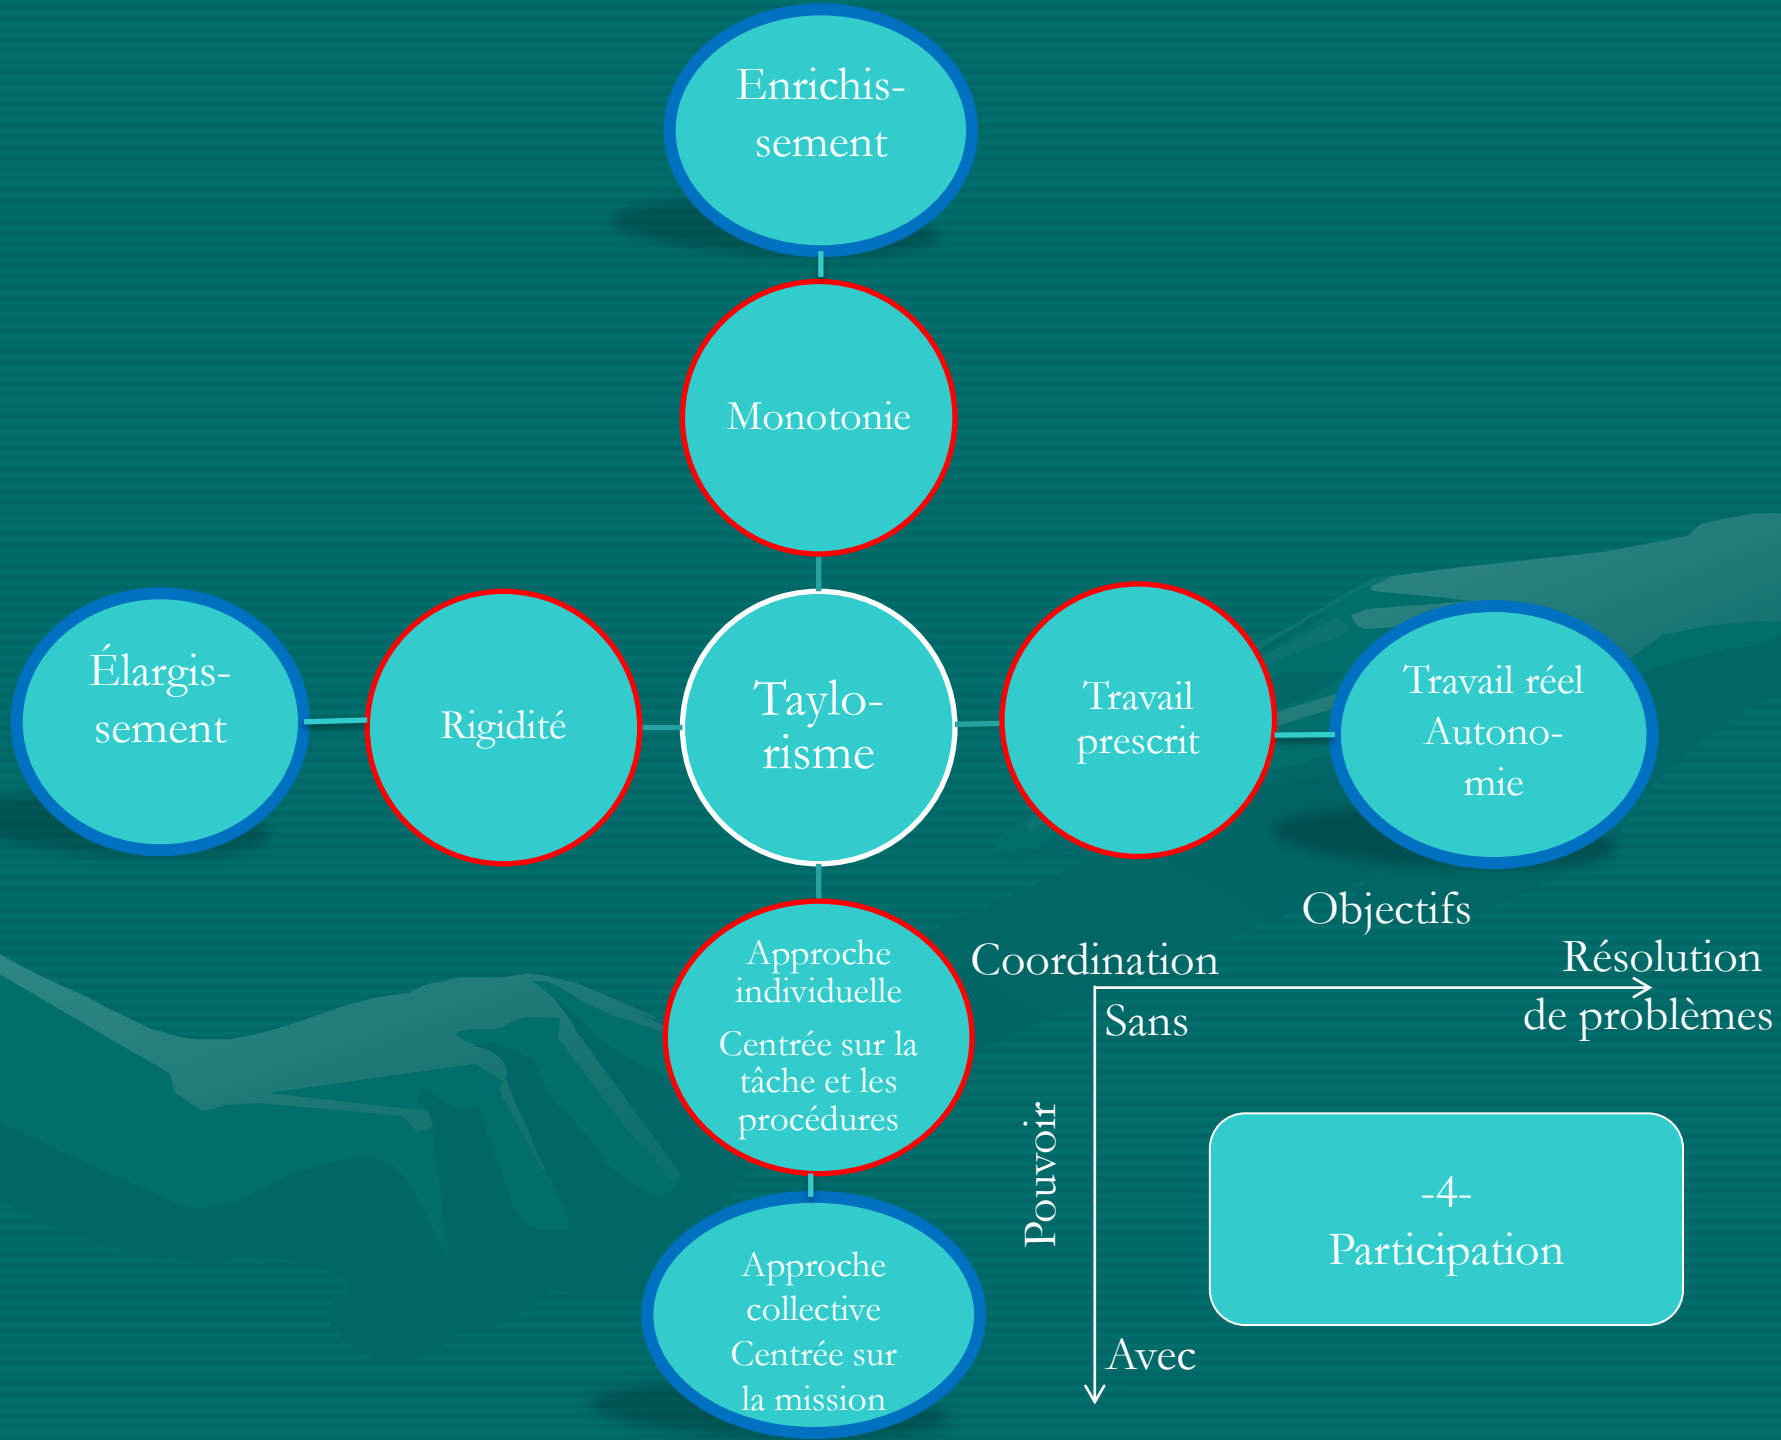 Enrichis-
sement
Monotonie
Élargis-
sement
Rigidité
Taylo-
risme
Travail
prescrit
Travail réel
Autono-
mie
Approche
individuelle
Centrée sur la
tâche et les
procédures
Approche
collective
Centrée sur
la mission
Objectifs
Coordination
Résolution
de problèmes
Sans
Pouvoir
Avec
-4-
Participation